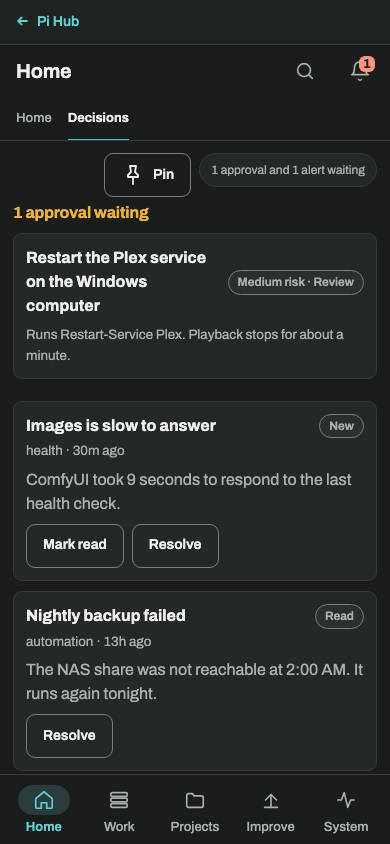 Pi Hub
Home
1
Home
Decisions
Pin
1 approval and 1 alert waiting
1 approval waiting
Restart the Plex service
on the Windows
computer
Medium risk · Review
Runs Restart-Service Plex. Playback stops for about a
minute.
Images is slow to answer
New
health · 30m ago
ComfyUI took 9 seconds to respond to the last
health check.
Mark read
Resolve
Nightly backup failed
Read
automation · 13h ago
The NAS share was not reachable at 2:00 AM. It
runs again tonight.
Resolve
Home
Work
Projects
Improve
System